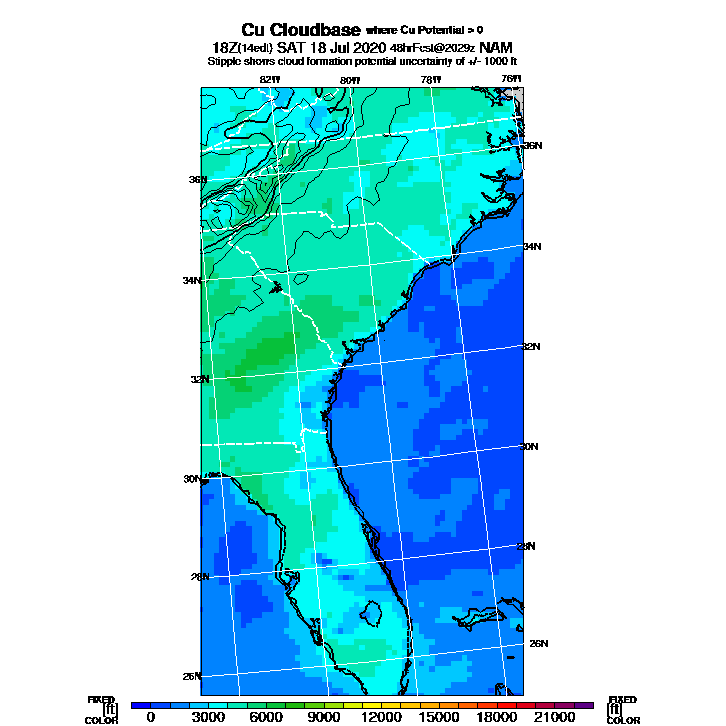 Cu Cloudbase where Cu Potential > 0
18Z(14edt) SAT 18 Jul 2020 48hrFcst@2029z NAM
Stipple shows cloud formation potential uncertainty of +/- 1000 ft
82W 80W 78W 76W
36N
36N
34N
34N
32N
32N
30N
30N
28N
28N
26N
26N
FIXED FIXED
[ft] [ft]
COLOR 0 3000 6000 9000 12000 15000 18000 21000 COLOR